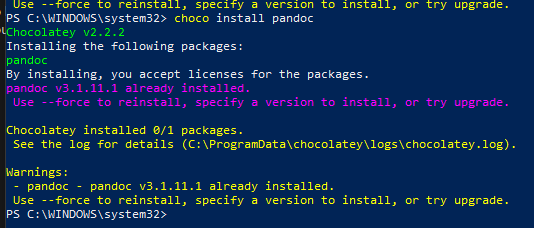 Use --force to reinstall, specify a version to install, or try upgrade.
PS C:\WINDOWS\system32> choco install pandoc
Chocolatey v2.2.2
Installing the following packages:
pandoc
By installing, you accept licenses for the packages.
pandoc v3.1.11.1 already installed.
 Use --force to reinstall, specify a version to install, or try upgrade.

Chocolatey installed 0/1 packages.
 See the log for details (C:\ProgramData\chocolatey\logs\chocolatey.log).

Warnings:
 - pandoc - pandoc v3.1.11.1 already installed.
 Use --force to reinstall, specify a version to install, or try upgrade.
PS C:\WINDOWS\system32>